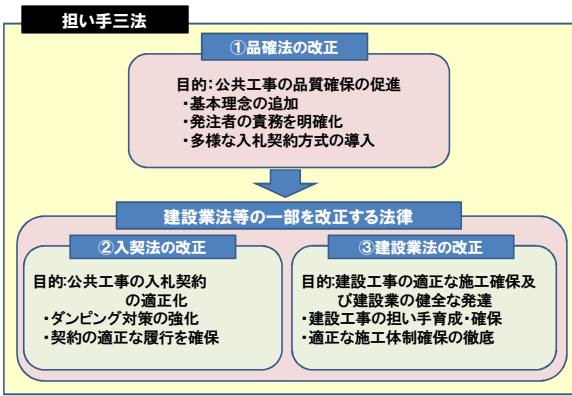 担い手三法
①品確法の改正
目的：公共工事の品質確保の促進
・基本理念の追加
・発注者の責務を明確化
・多様な入札契約方式の導入
建設業法等の一部を改正する法律
②入契法の改正
目的:公共工事の入札契約
の適正化
・ダンピング対策の強化
・契約の適正な履行を確保
③建設業法の改正
目的:建設工事の適正な施工確保及
び建設業の健全な発達
・建設工事の担い手育成・確保
・適正な施工体制確保の徹底